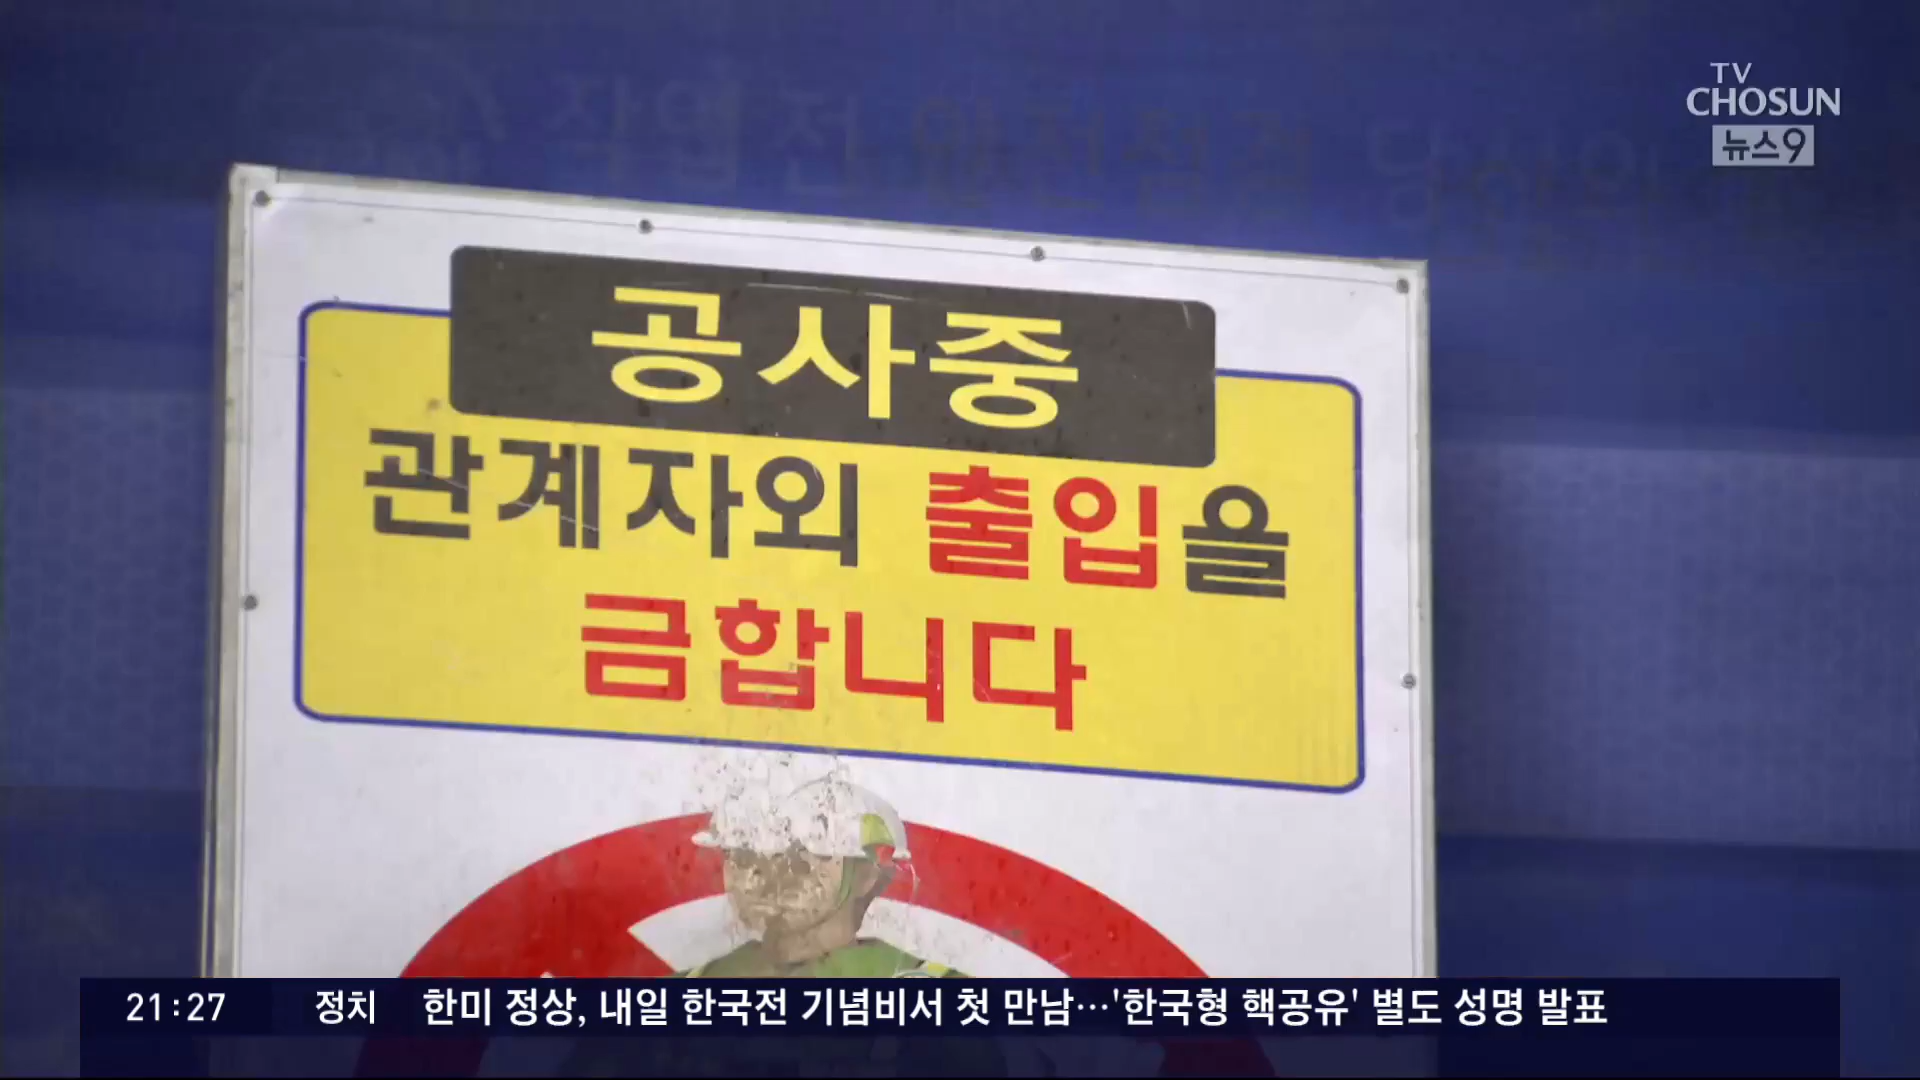 TV
CHOSUN
뉴스9
공사중
관계자외 출입을
금합니다
21:27 정치 한미 정상, 내일 한국전 기념비서 첫 만남…'한국형 핵공유' 별도 성명 발표